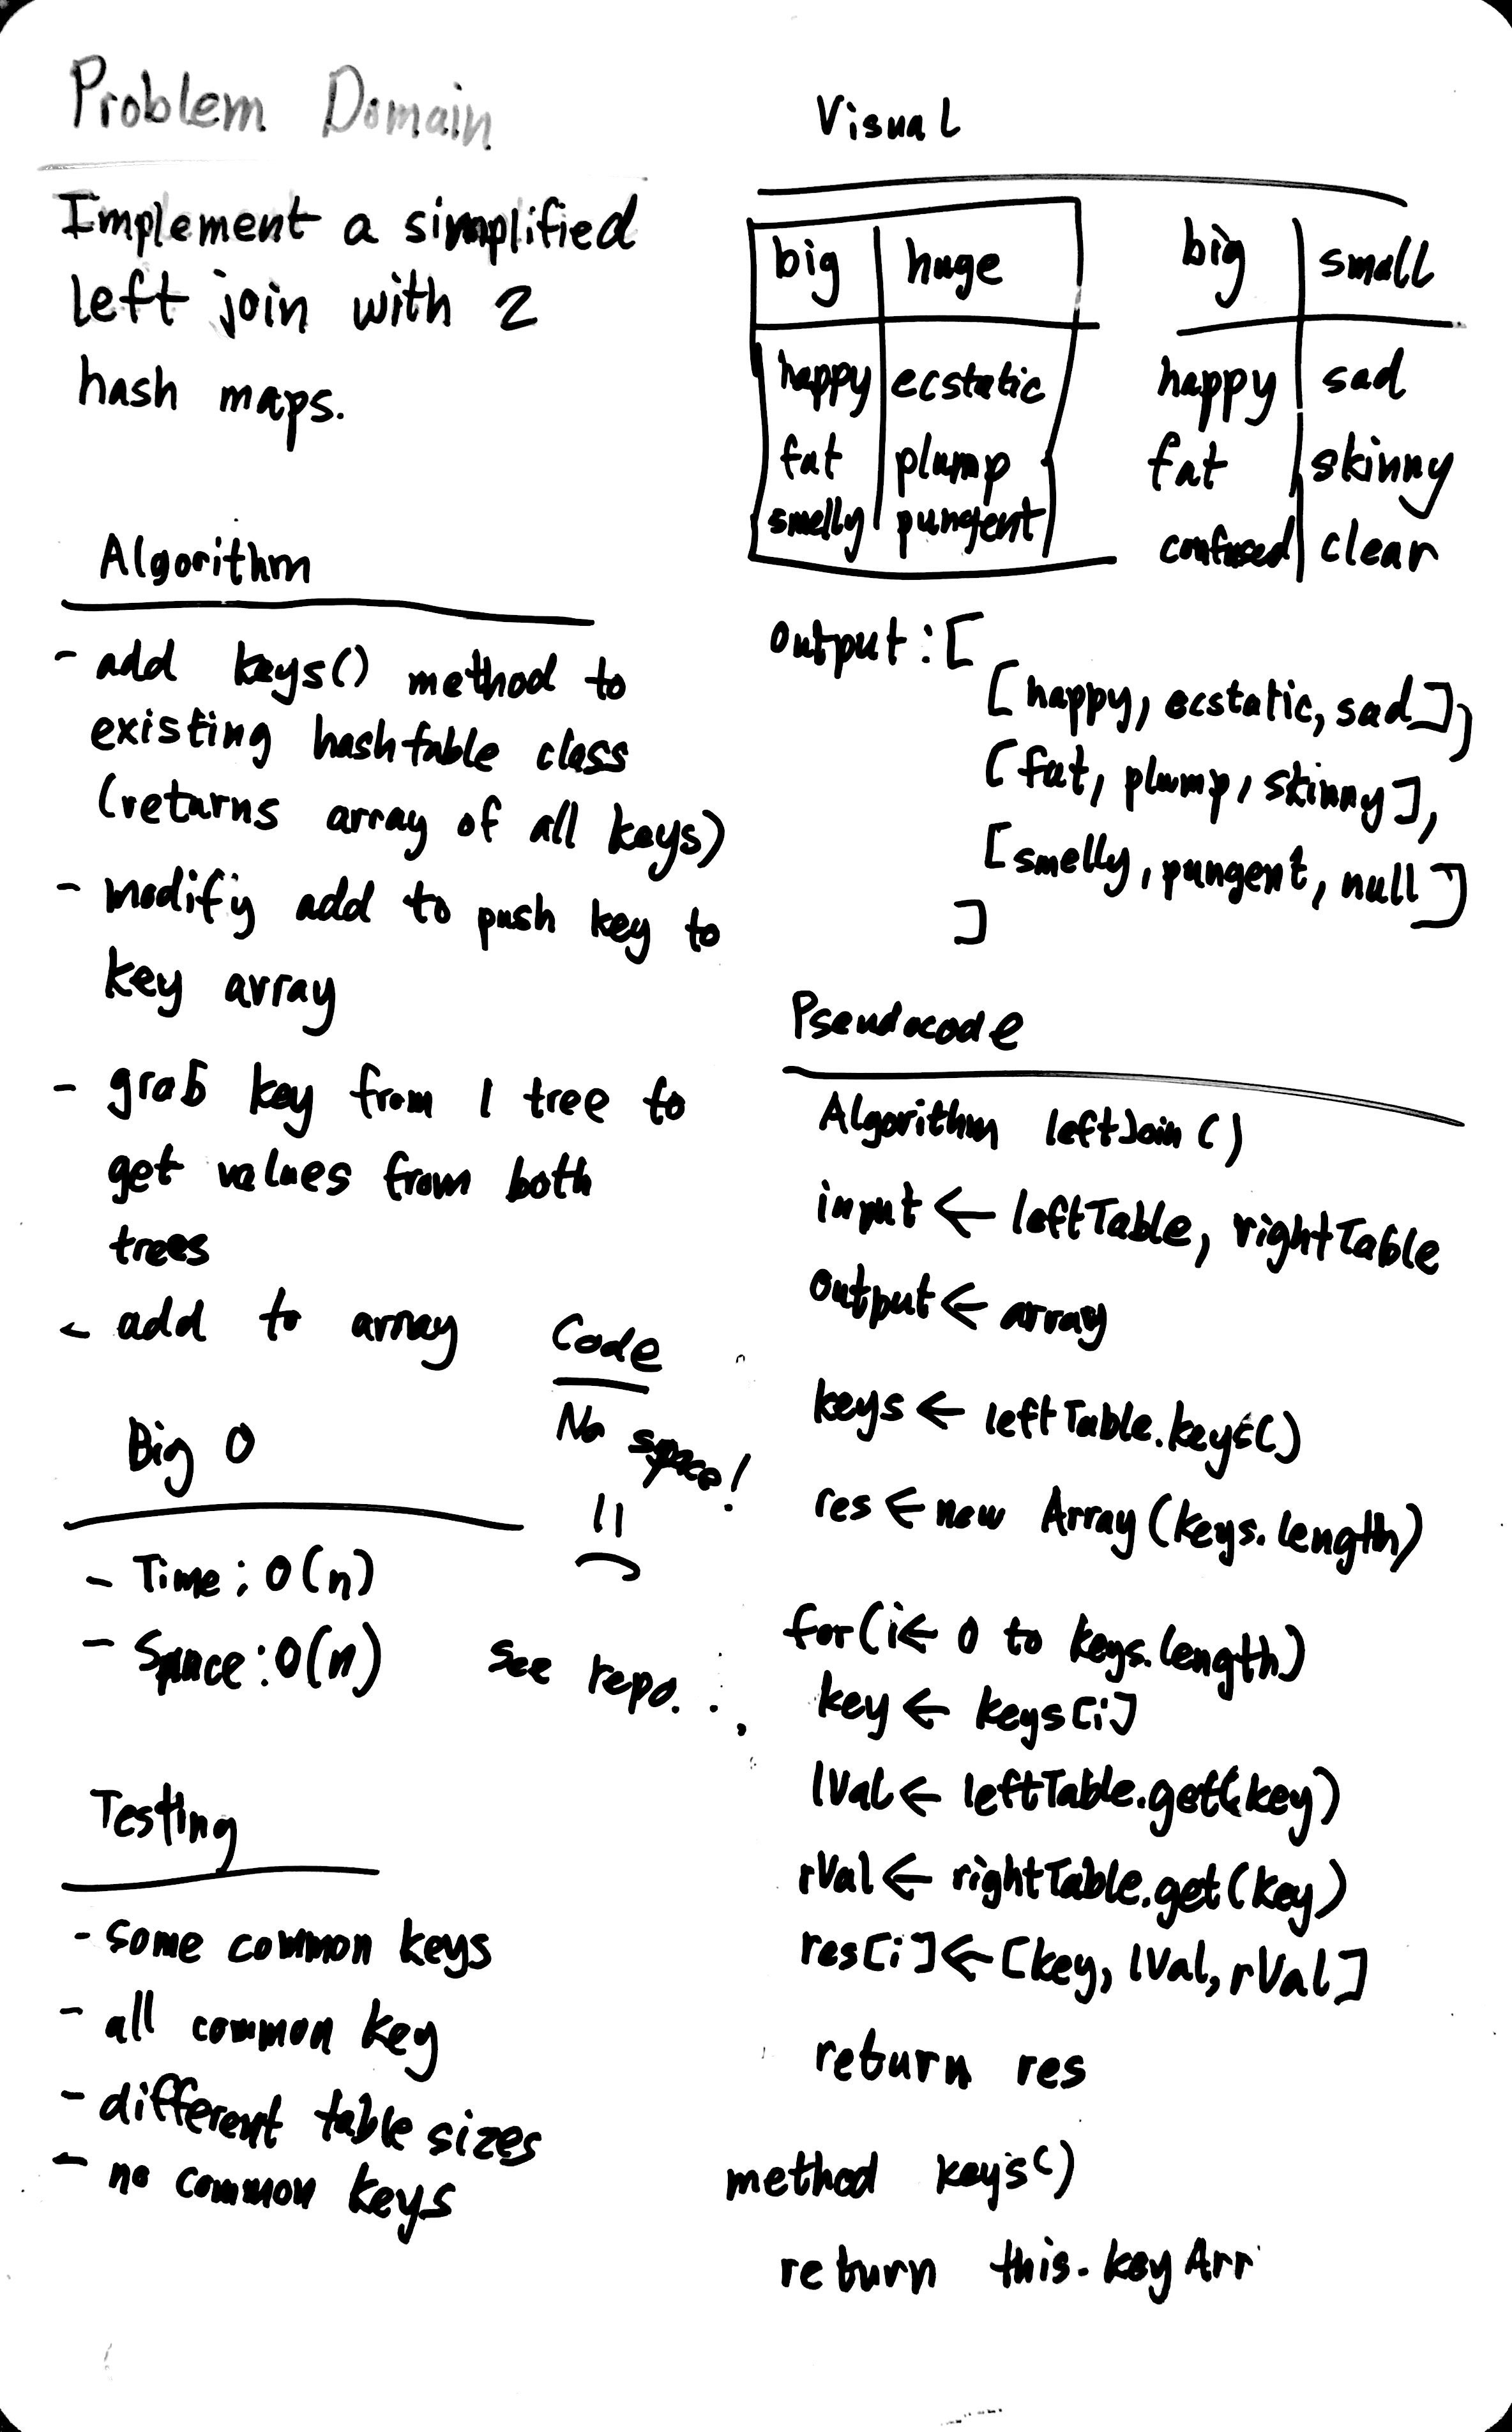 Problem Domain
Implement a simplified
left join with 2
hash maps.
Algorithm
- add keys() method to
existing hashtable class
(returns array of all keys)
- modify add to push key to
key array
- grab key from 1 tree to
get values from both
trees
- add to array
Big O
- Time: O(n)
- Space: O(n)
Code
No space!
see repo.
Testing
- some common keys
- all common key
- different table sizes
- no common keys
Visual
big | huge
happy | ecstatic
fat | plump
smelly | pungent
big | small
happy | sad
fat | skinny
confused | clear
output: [
[happy, ecstatic, sad],
[fat, plump, skinny],
[smelly, pungent, null]
]
Pseudocode
Algorithm leftJoin()
input ← leftTable, rightTable
output ← array
keys ← leftTable.keys()
res ← new Array(keys.length)
for(i ← 0 to keys.length)
key ← keys[i]
lVal ← leftTable.get(key)
rVal ← rightTable.get(key)
res[i] ← [key, lVal, rVal]
return res
method keys()
return this.keyArr